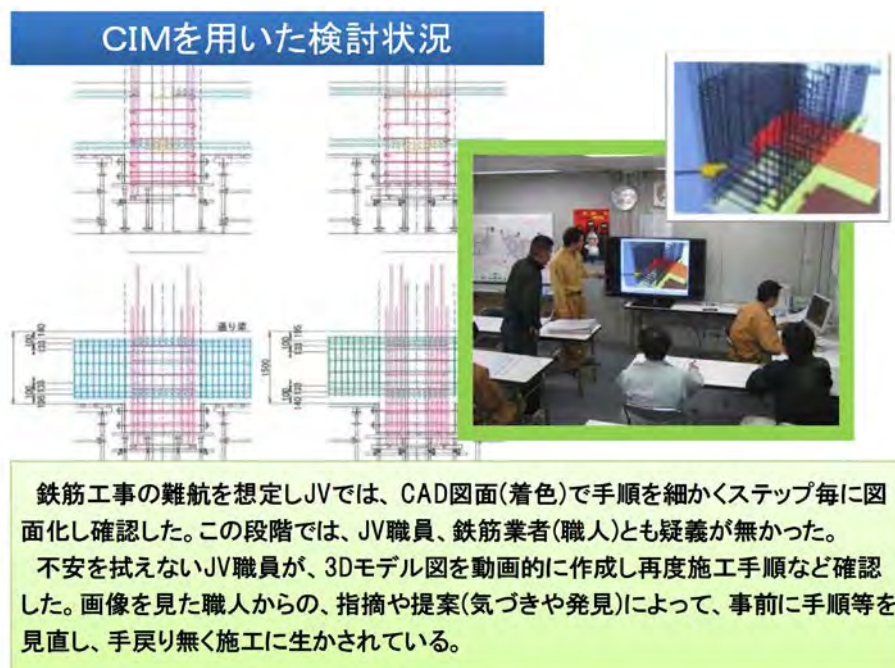 CIMを用いた検討状況
通り芯
1500
鉄筋工事の難航を想定しJVでは、CAD図面(着色)で手順を細かくステップ毎に図
面化し確認した。この段階では、JV職員、鉄筋業者(職人)とも疑義が無かった。
不安を拭えないJV職員が、3Dモデル図を動画的に作成し再度施工手順など確認
した。画像を見た職人からの、指摘や提案(気づきや発見)によって、事前に手順等を
見直し、手戻り無く施工に生かされている。